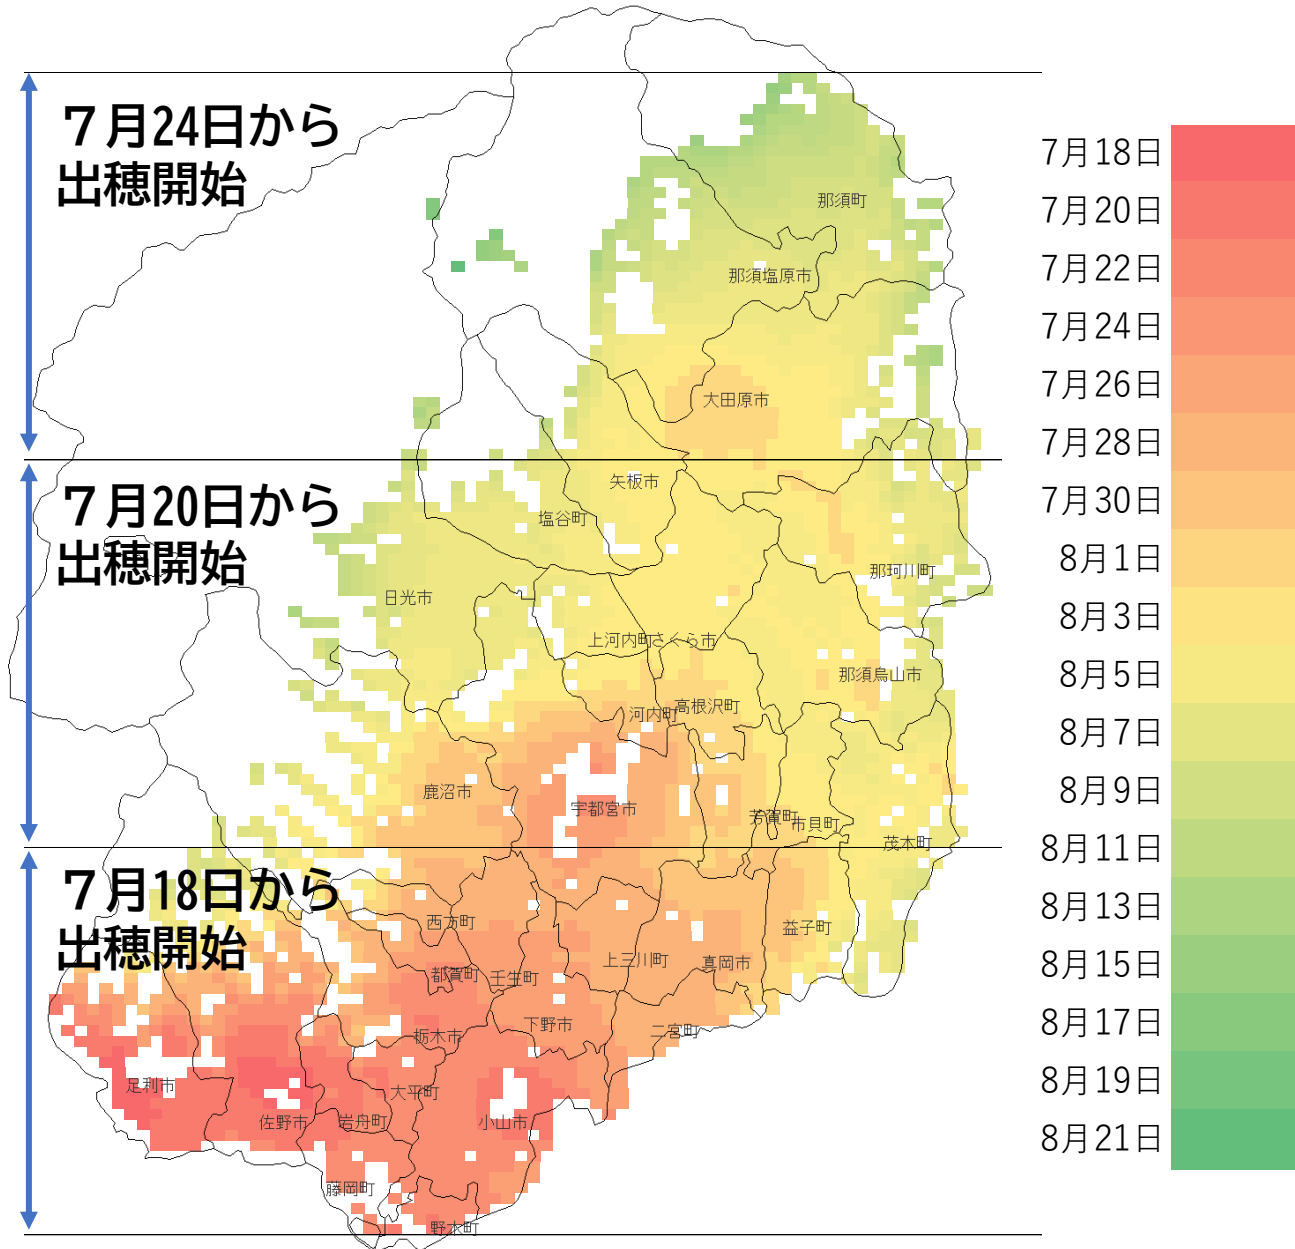 ７月24日から
出穂開始
７月20日から
出穂開始
７月18日から
出穂開始
那須町
那須塩原市
大田原市
矢板市
塩谷町
那珂川町
日光市
上河内町
さくら市
那須烏山市
高根沢町
河内町
鹿沼市
宇都宮市
芳賀町
市貝町
茂木町
西方町
益子町
上三川町
真岡市
都賀町
壬生町
下野市
二宮町
栃木市
足利市
大平町
佐野市
岩舟町
小山市
藤岡町
野木町
7月18日
7月20日
7月22日
7月24日
7月26日
7月28日
7月30日
8月1日
8月3日
8月5日
8月7日
8月9日
8月11日
8月13日
8月15日
8月17日
8月19日
8月21日